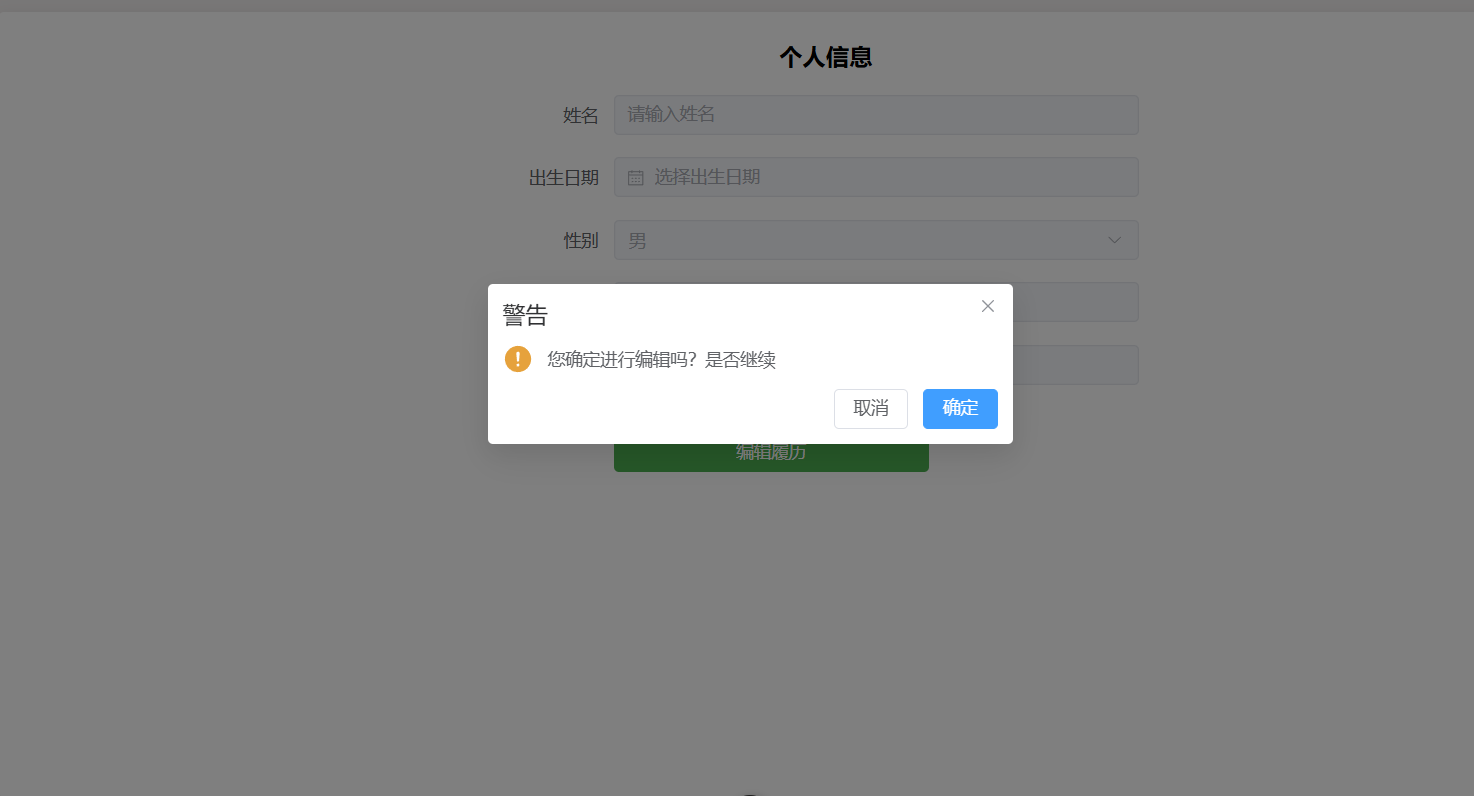 个人信息
姓名
请输入姓名
出生日期
选择出生日期
性别
男
警告
您确定进行编辑吗？是否继续
取消
确定
编辑履历